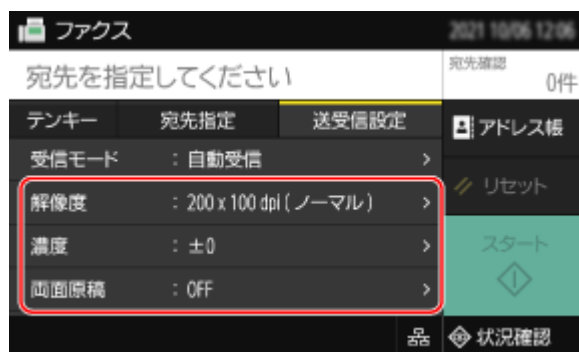 ファクス
2021 10/06 12:06
宛先を指定してください
宛先確認
0件
テンキー 宛先指定 送受信設定
アドレス帳
受信モード : 自動受信
リセット
解像度 : 200 x 100 dpi ( ノーマル )
濃度 : ±0
スタート
両面原稿 : OFF
状況確認